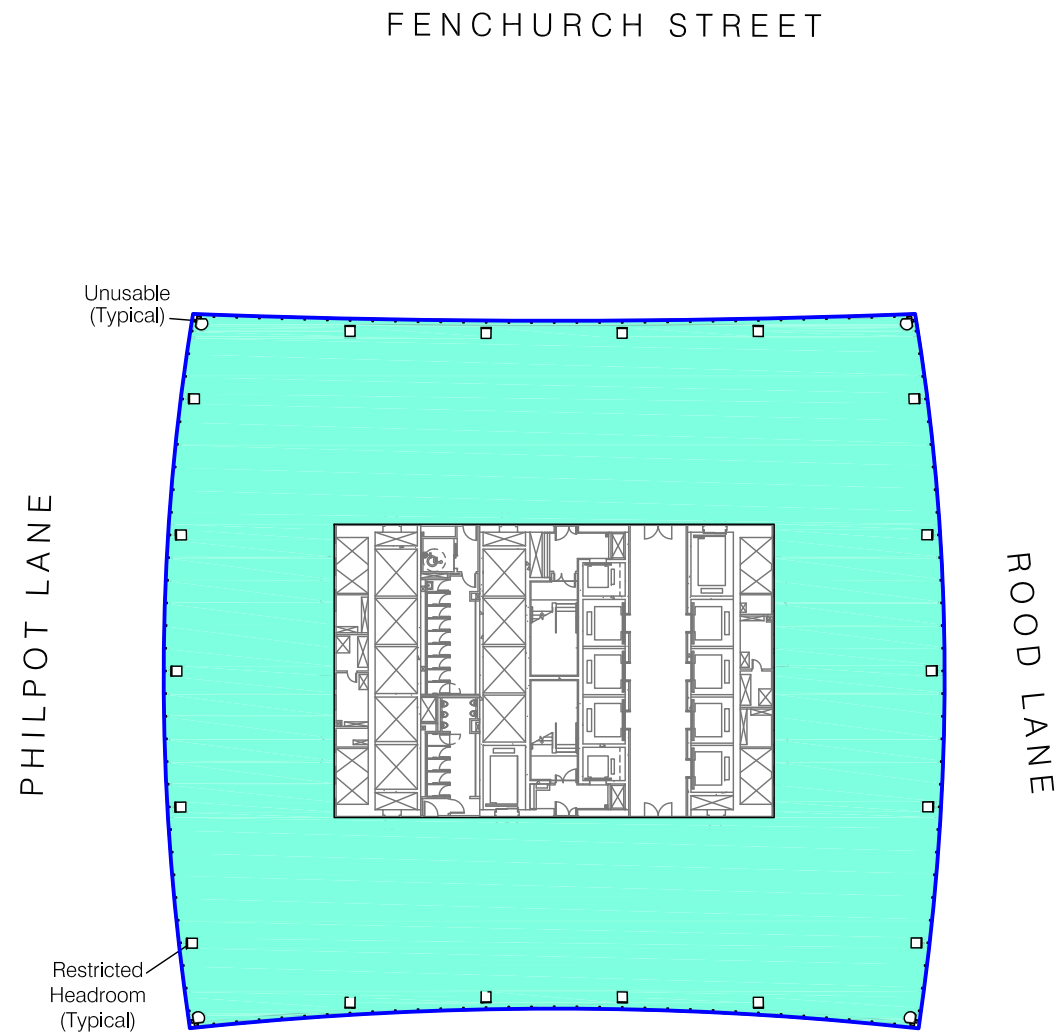 FENCHURCH STREET
Unusable
(Typical)
PHILPOT LANE
ROOD LANE
Restricted
Headroom
(Typical)